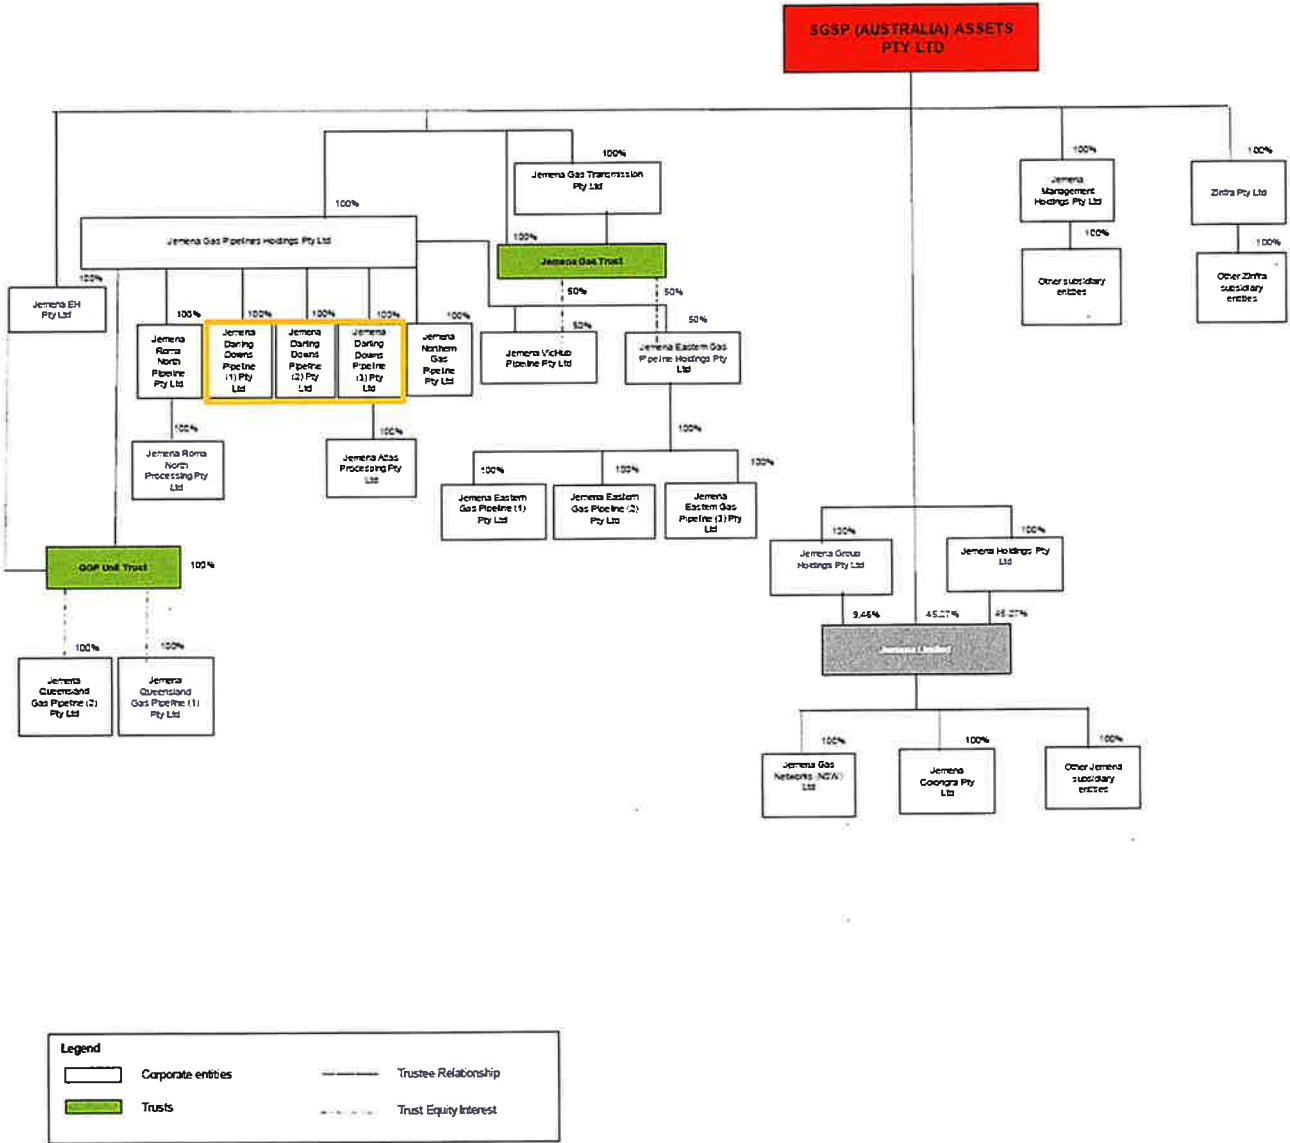 SGSP (AUSTRALIA) ASSETS
PTY LTD
100%
Jemena Gas Transmission
Pty Ltd
100%
Jemena
Management
Holdings Pty Ltd
100%
Zinfra Pty Ltd
100%
Jemena Gas Pipelines Holdings Pty Ltd
100%
Jemena Gas Trust
100%
Other subsidiary
entities
100%
Other Zinfra
subsidiary
entities
100%
Jemena EH
Pty Ltd
50%
50%
100%
Jemena
Roma
North
Pipeline
Pty Ltd
100%
Jemena
Darling
Downs
Pipeline
(1) Pty
Ltd
100%
Jemena
Darling
Downs
Pipeline
(2) Pty
Ltd
100%
Jemena
Darling
Downs
Pipeline
(3) Pty
Ltd
100%
Jemena
Northern
Gas
Pipeline
Pty Ltd
50%
Jemena VicHub
Pipeline Pty Ltd
50%
Jemena Eastern Gas
Pipeline Holdings Pty
Ltd
100%
Jemena Roma
North
Processing Pty
Ltd
100%
Jemena Atlas
Processing Pty
Ltd
100%
100%
Jemena Eastern
Gas Pipeline (1)
Pty Ltd
100%
Jemena Eastern
Gas Pipeline (2)
Pty Ltd
100%
Jemena
Eastern Gas
Pipeline (3) Pty
Ltd
100%
Jemena Group
Holdings Pty Ltd
100%
Jemena Holdings Pty
Ltd
Unit Trust
100%
9.46%
45.27%
45.27%
Jemena Limited
100%
Jemena
Queensland
Gas Pipeline (2)
Pty Ltd
100%
Jemena
Queensland
Gas Pipeline (1)
Pty Ltd
100%
Jemena Gas
Networks (NSW)
Ltd
100%
Jemena
Colongra Pty
Ltd
100%
Other Jemena
subsidiary
entities
Legend
Corporate entities
Trustee Relationship
Trusts
Trust Equity Interest